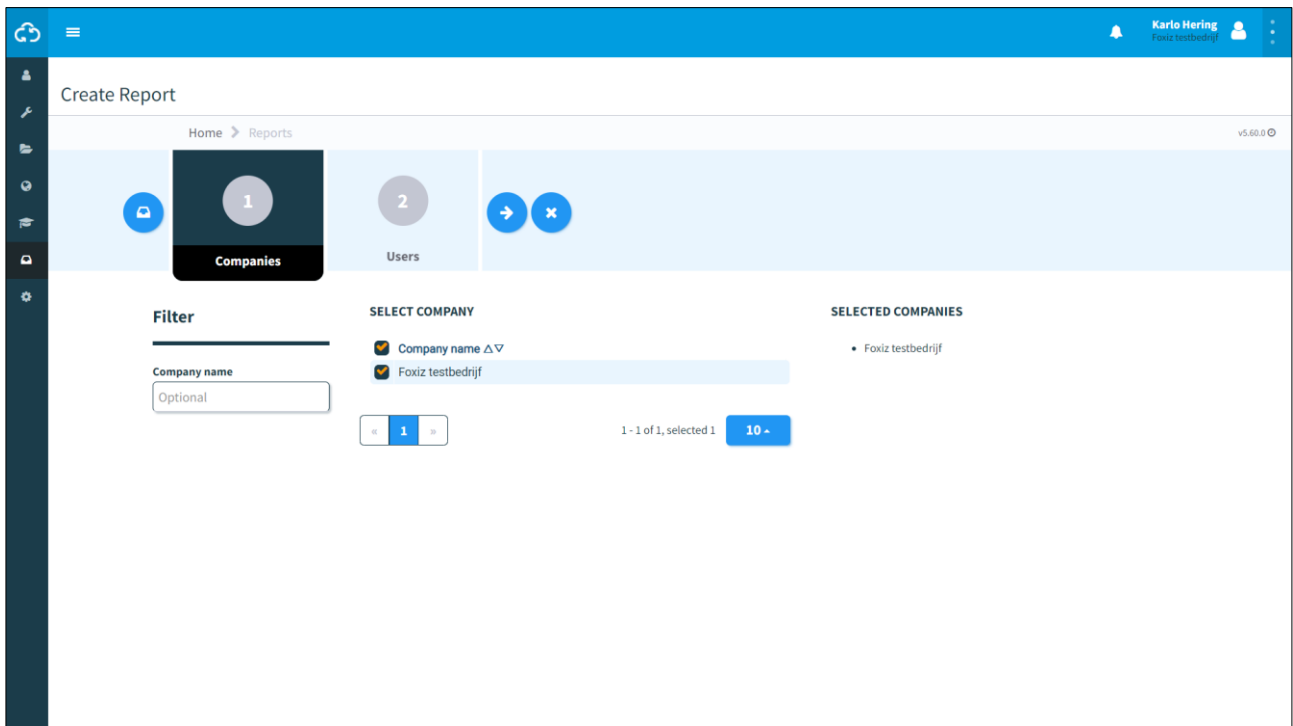 Karlo Hering
Foxiz testbedrijf
Create Report
Home Reports
v5.60.0
1
2
Companies
Users
Filter
Company name
Optional
SELECT COMPANY
Company name
Foxiz testbedrijf
« 1 »
1 - 1 of 1, selected 1
10
SELECTED COMPANIES
• Foxiz testbedrijf